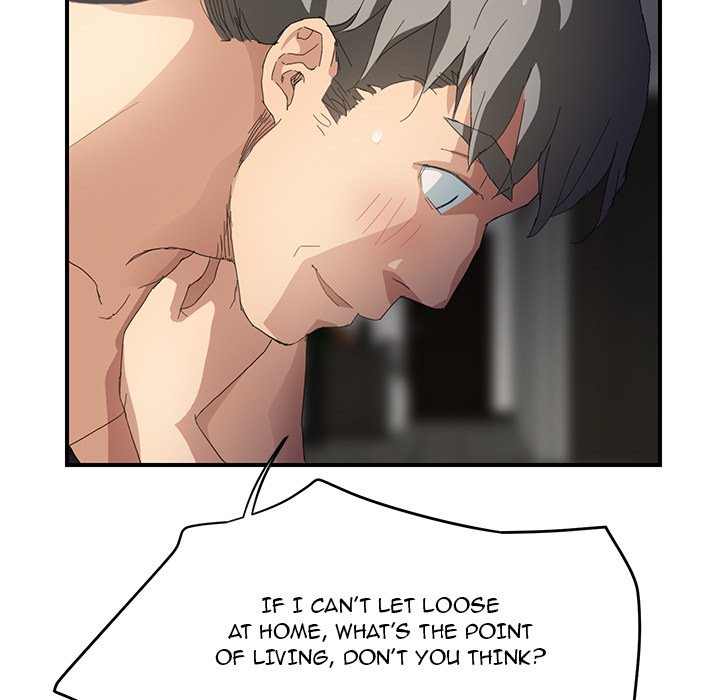 IF I CAN'T LET LOOSE
AT HOME, WHAT'S THE POINT
OF LIVING, DON'T YOU THINK?